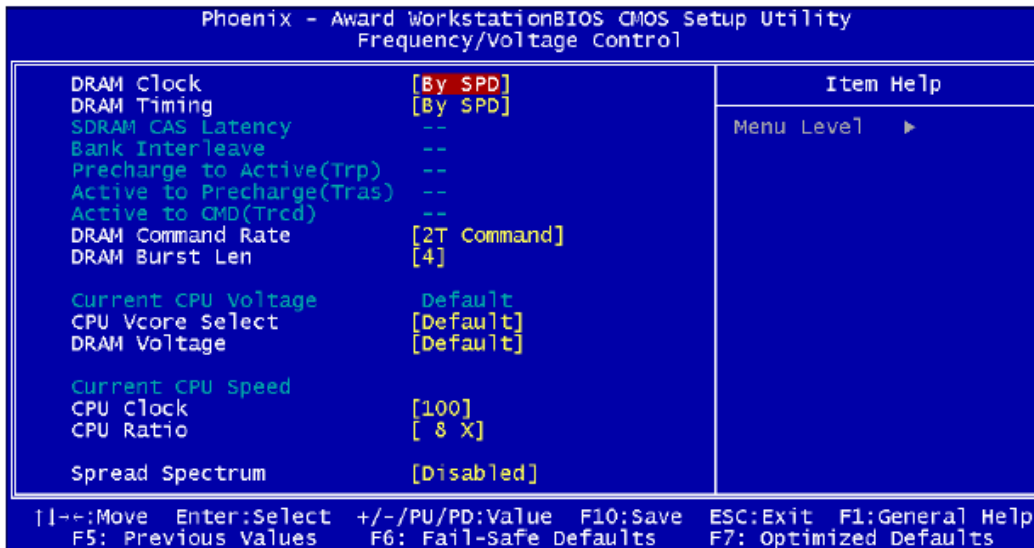 Phoenix - Award WorkstationBIOS CMOS Setup Utility
Frequency/Voltage Control
DRAM Clock [By SPD]
DRAM Timing [By SPD]
SDRAM CAS Latency --
Bank Interleave --
Precharge to Active(Trp) --
Active to Precharge(Tras) --
Active to CMD(Trcd) --
DRAM Command Rate [2T Command]
DRAM Burst Len [4]
Current CPU Voltage Default
CPU Vcore Select [Default]
DRAM Voltage [Default]
Current CPU Speed
CPU Clock [100]
CPU Ratio [ 8 X]
Spread Spectrum [Disabled]
Item Help
Menu Level ▶
↑↓→←:Move Enter:Select +/-/PU/PD:Value F10:Save ESC:Exit F1:General Help
F5: Previous Values F6: Fail-Safe Defaults F7: Optimized Defaults